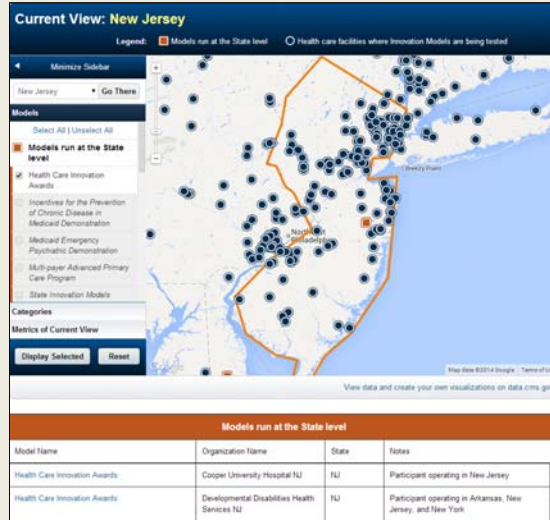 Current View: New Jersey
Legend: Models run at the State level Health care facilities where Innovation Models are being tested
Minimize Sidebar
New Jersey Go There
Models
Select All | Unselect All
Models run at the State
level
Health Care Innovation
Awards
Incentives for the Prevention
of Chronic Disease in
Medicaid Demonstration
Medicaid Emergency
Psychiatric Demonstration
Multi-payer Advanced Primary
Care Program
State Innovation Models
Categories
Metrics of Current View
Display Selected Reset
Breezy Point
Philadelphia
Map data ©2014 Google Terms of U
View data and create your own visualizations on data.cms.go
Models run at the State level
Model Name Organization Name State Notes
Health Care Innovation Awards Cooper University Hospital NJ NJ Participant operating in New Jersey
Health Care Innovation Awards Developmental Disabilities Health
Services NJ NJ Participant operating in Arkansas, New
Jersey, and New York